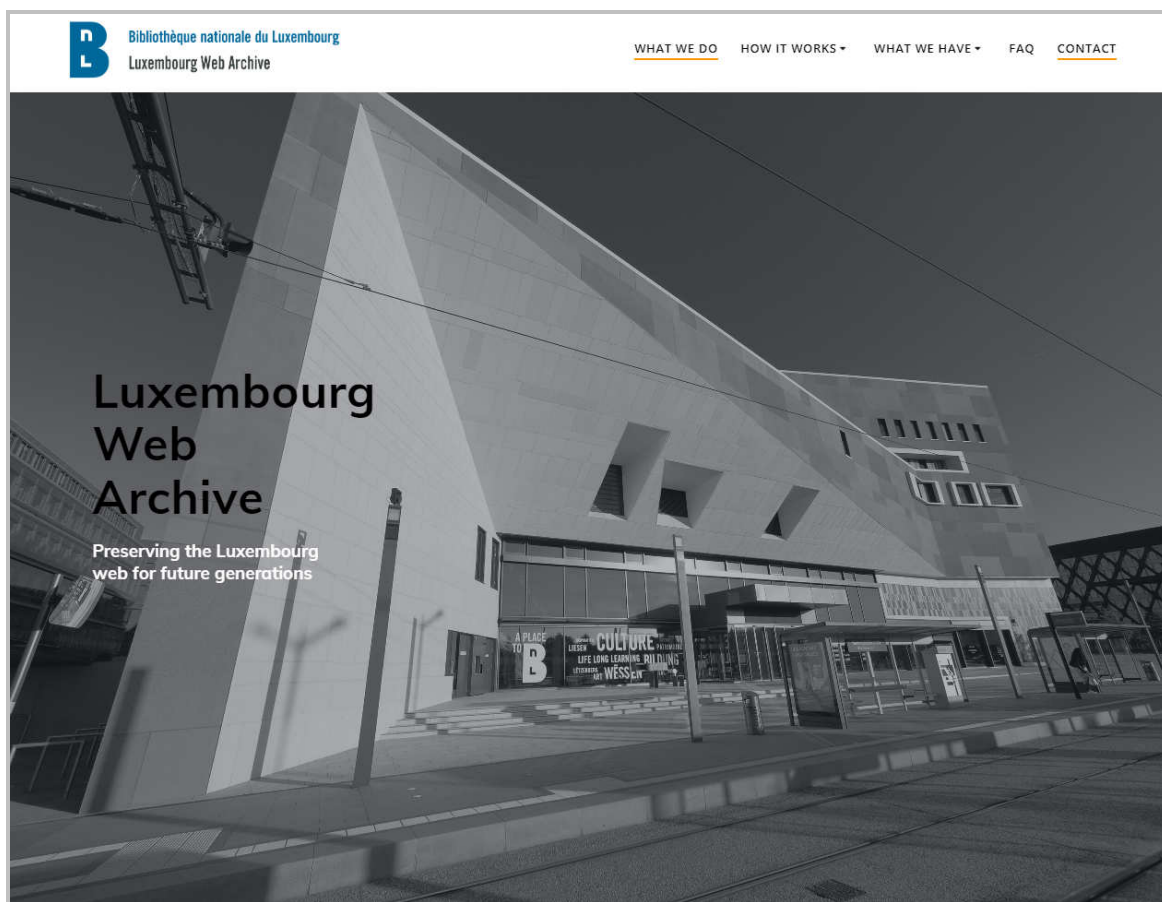 Bibliothèque nationale du Luxembourg
Luxembourg Web Archive
WHAT WE DO HOW IT WORKS WHAT WE HAVE FAQ CONTACT
Luxembourg
Web
Archive
Preserving the Luxembourg
web for future generations
A PLACE
TO B
n
L
LIESEN CULTURE
LIFE LONG LEARNING BILDUNG
ART WËSSEN